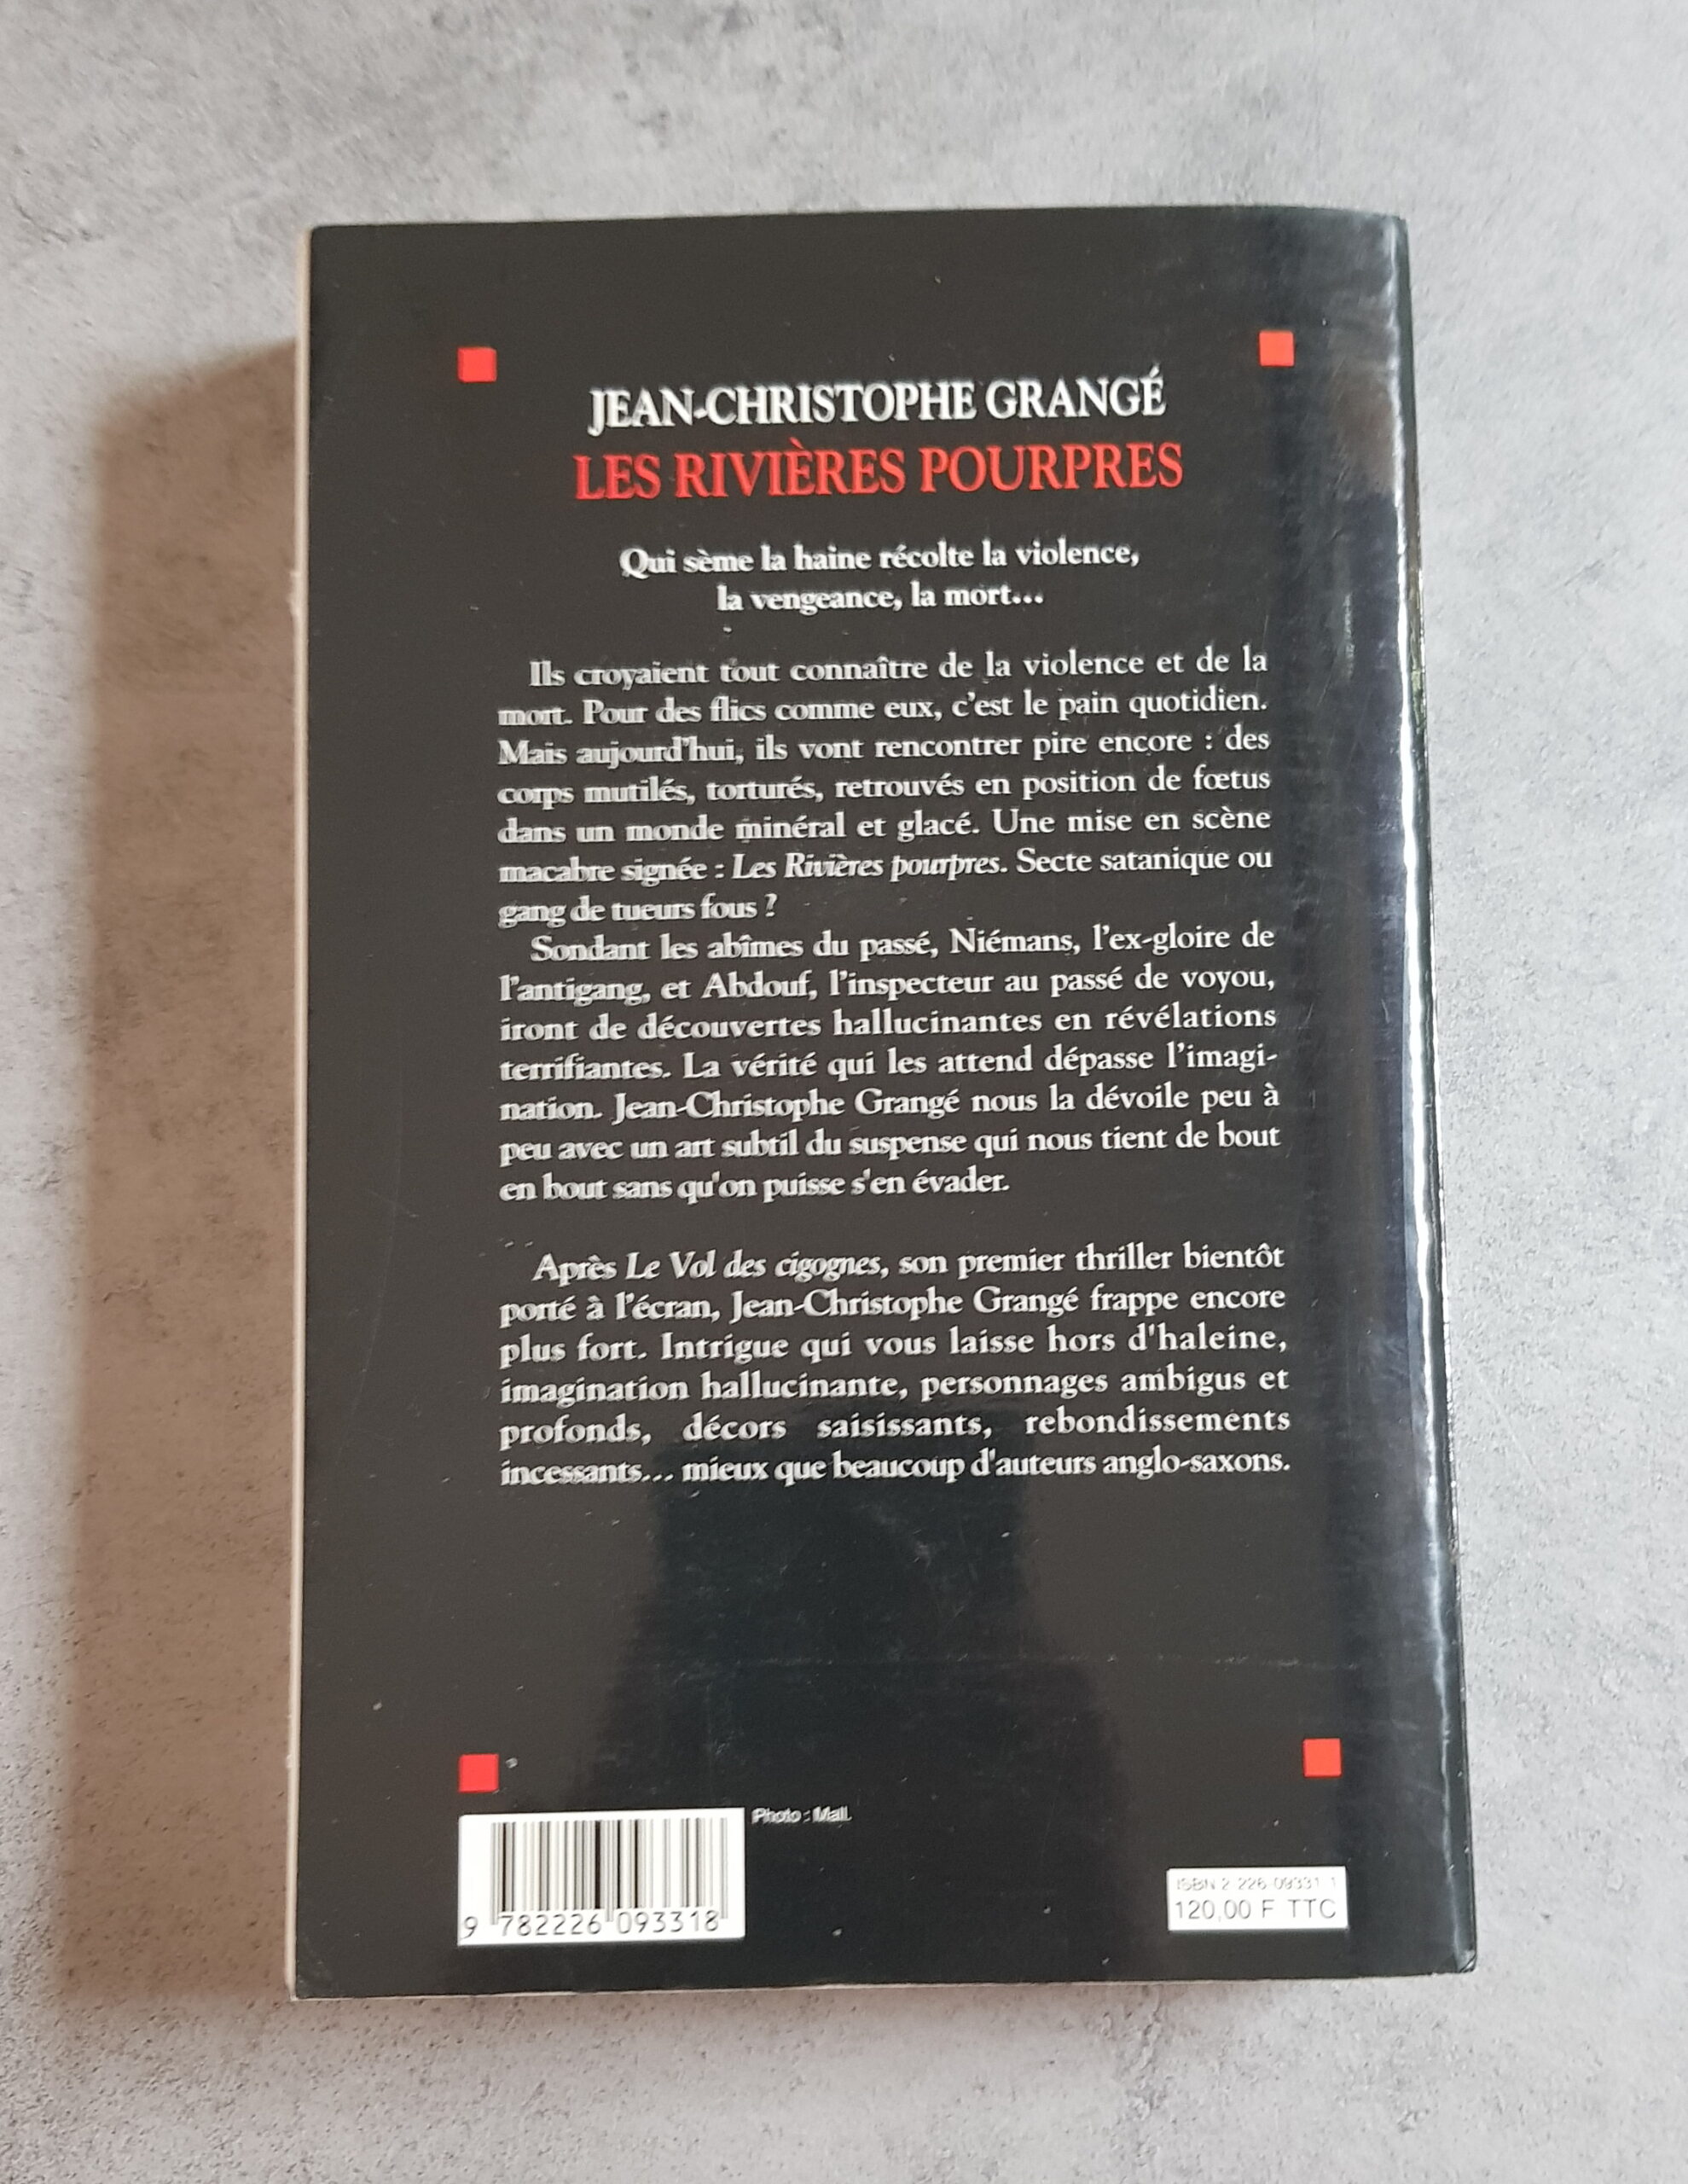 JEAN-CHRISTOPHE GRANGÉ
LES RIVIÈRES POURPRES
Qui sème la haine récolte la violence,
la vengeance, la mort...
Ils croyaient tout connaître de la violence et de la
mort. Pour des flics comme eux, c'est le pain quotidien.
Mais aujourd'hui, ils vont rencontrer pire encore : des
corps mutilés, torturés, retrouvés en position de fœtus
dans un monde minéral et glacé. Une mise en scène
macabre signée : Les Rivières pourpres. Secte satanique ou
gang de tueurs fous ?
Sondant les abîmes du passé, Niémans, l'ex-gloire de
l'antigang, et Abdouf, l'inspecteur au passé de voyou,
iront de découvertes hallucinantes en révélations
terrifiantes. La vérité qui les attend dépasse l'imagi-
nation. Jean-Christophe Grangé nous la dévoile peu à
peu avec un art subtil du suspense qui nous tient de bout
en bout sans qu'on puisse s'en évader.
Après Le Vol des cigognes, son premier thriller bientôt
porté à l'écran, Jean-Christophe Grangé frappe encore
plus fort. Intrigue qui vous laisse hors d'haleine,
imagination hallucinante, personnages ambigus et
profonds, décors saisissants, rebondissements
incessants... mieux que beaucoup d'auteurs anglo-saxons.
Photo : Mall.
9 782226 093318
ISBN 2 226 09331 1
120,00 F TTC